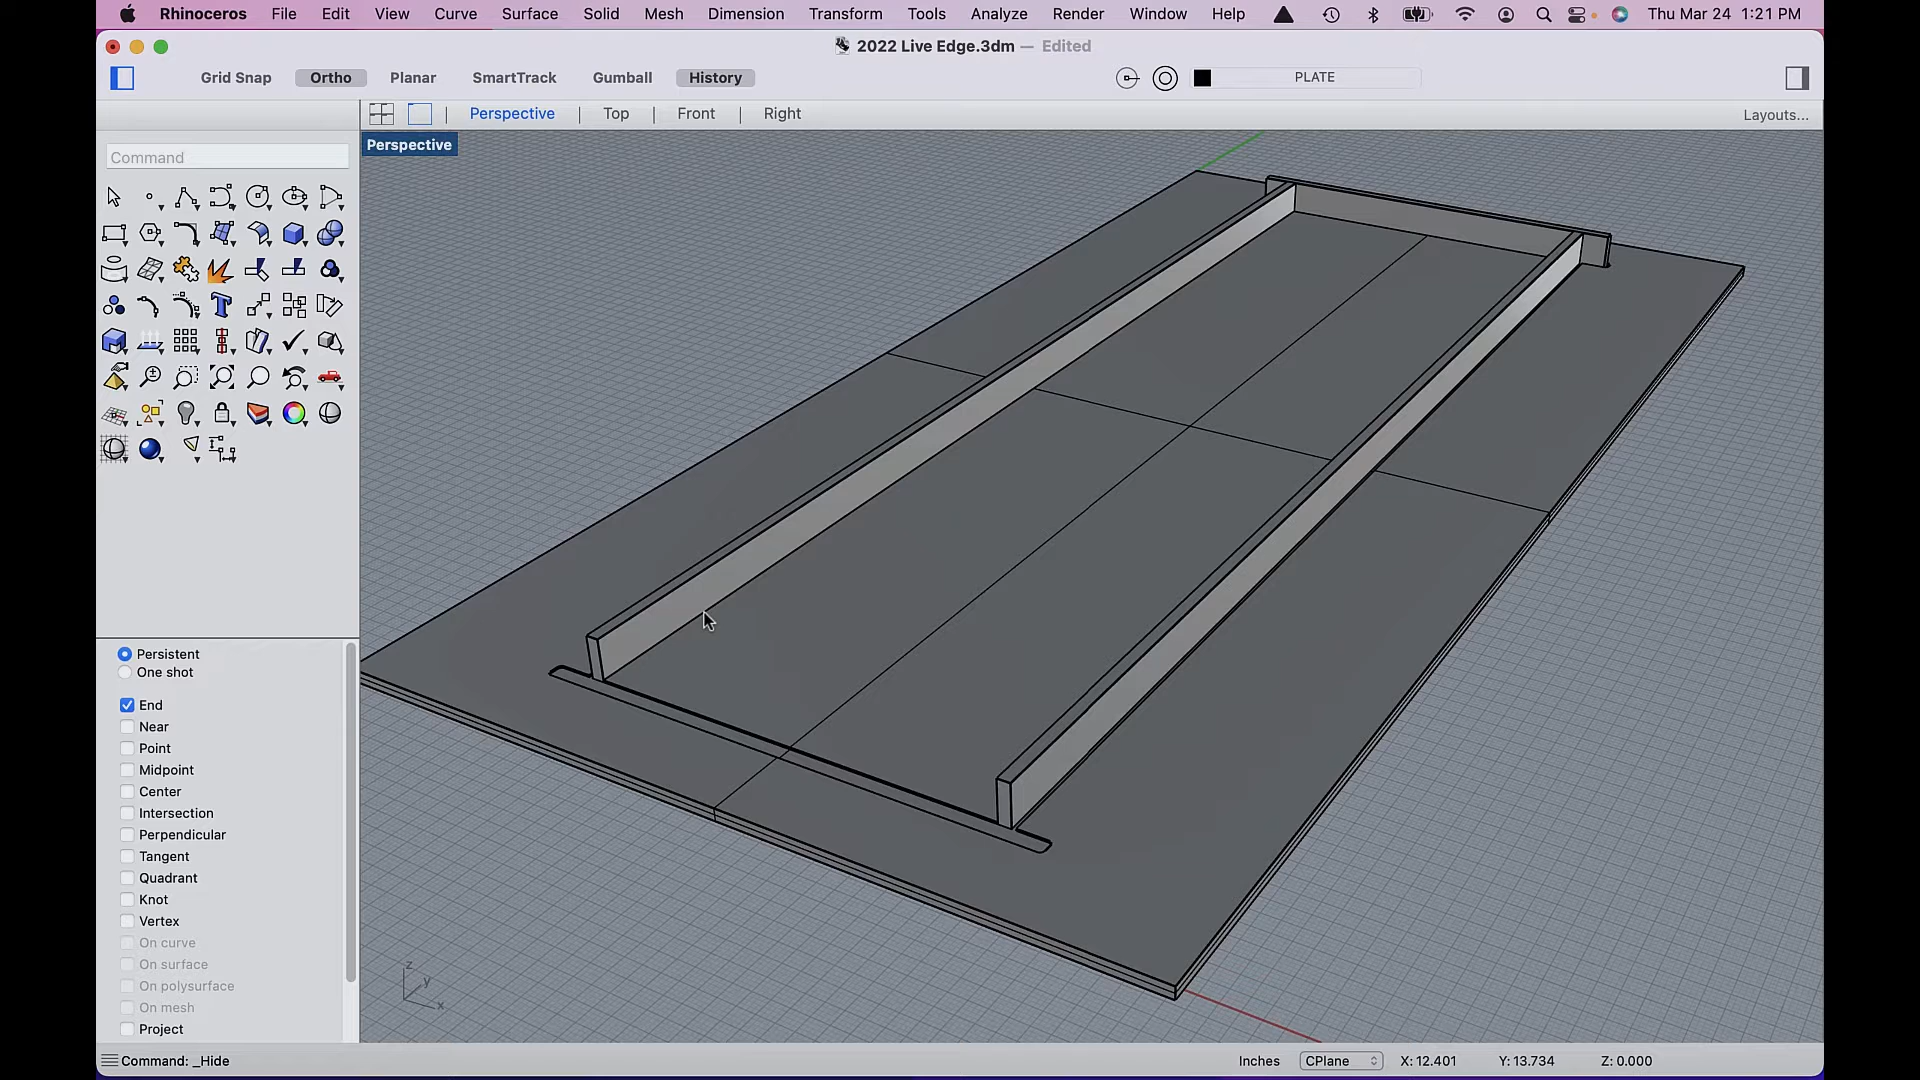 Rhinoceros File Edit View Curve Surface Solid Mesh Dimension Transform Tools Analyze Render Window Help Thu Mar 24 1:21 PM
2022 Live Edge.3dm — Edited
Grid Snap Ortho Planar SmartTrack Gumball History PLATE
Perspective Top Front Right Layouts...
Perspective
Command
Persistent
One shot
End
Near
Point
Midpoint
Center
Intersection
Perpendicular
Tangent
Quadrant
Knot
Vertex
On curve
On surface
On polysurface
On mesh
Project
z
y
x
Command: _Hide Inches CPlane X: 12.401 Y: 13.734 Z: 0.000